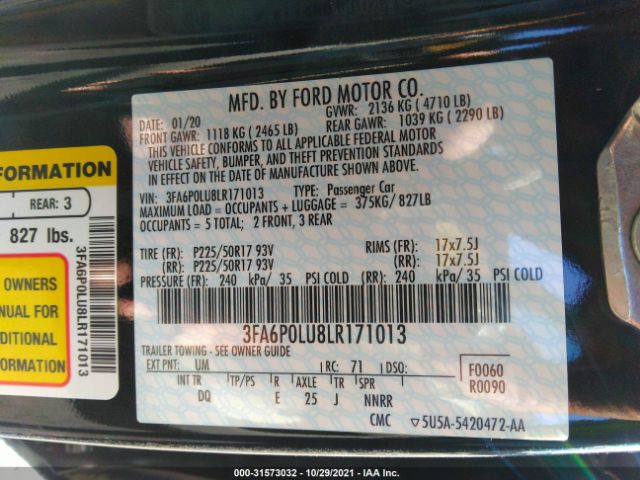 MFD. BY FORD MOTOR CO.
DATE: 01/20 GVWR: 2136 KG ( 4710 LB)
FRONT GAWR: 1118 KG ( 2465 LB) REAR GAWR: 1039 KG ( 2290 LB)
THIS VEHICLE CONFORMS TO ALL APPLICABLE FEDERAL MOTOR
VEHICLE SAFETY, BUMPER, AND THEFT PREVENTION STANDARDS
IN EFFECT ON THE DATE OF MANUFACTURE SHOWN ABOVE.
VIN: 3FA6P0LU8LR171013 TYPE: Passenger Car
MAXIMUM LOAD = OCCUPANTS + LUGGAGE = 375KG/ 827LB
OCCUPANTS = 5 TOTAL; 2 FRONT, 3 REAR
TIRE (FR): P225/50R17 93V RIMS (FR): 17x7.5J
(RR): P225/50R17 93V (RR): 17x7.5J
PRESSURE (FR): 240 kPa/ 35 PSI COLD (RR): 240 kPa/ 35 PSI COLD
3FA6P0LU8LR171013
TRAILER TOWING - SEE OWNER GUIDE
EXT PNT: UM RC: 71 DSO: F0060
R0090
INT TR TP/PS R AXLE TR SPR
DQ E 25 J NNRR
CMC ▽5U5A-5420472-AA
FORMATION
REAR: 3
827 lbs.
OWNERS
NUAL FOR
DITIONAL
FORMATION
3FA6P0LU8LR171013
000-31573032 - 10/29/2021 - IAA Inc.